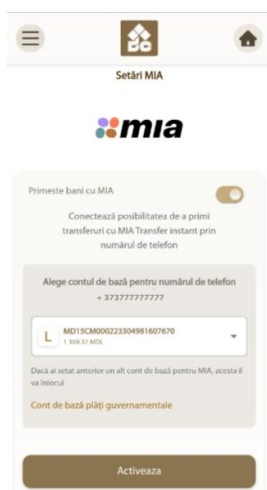 Setări MIA
mıa
Primeste bani cu MIA
Conectează posibilitatea de a primi
transferuri cu MIA Transfer instant prin
numărul de telefon
Alege contul de bază pentru numărul de telefon
+ 373777777777
L
MD15CM000223304981607670
1 309,37 MDL
Dacă ai setat anterior un alt cont de bază pentru MIA, acesta îl
va înlocui
Cont de bază plăți guvernamentale
Activeaza